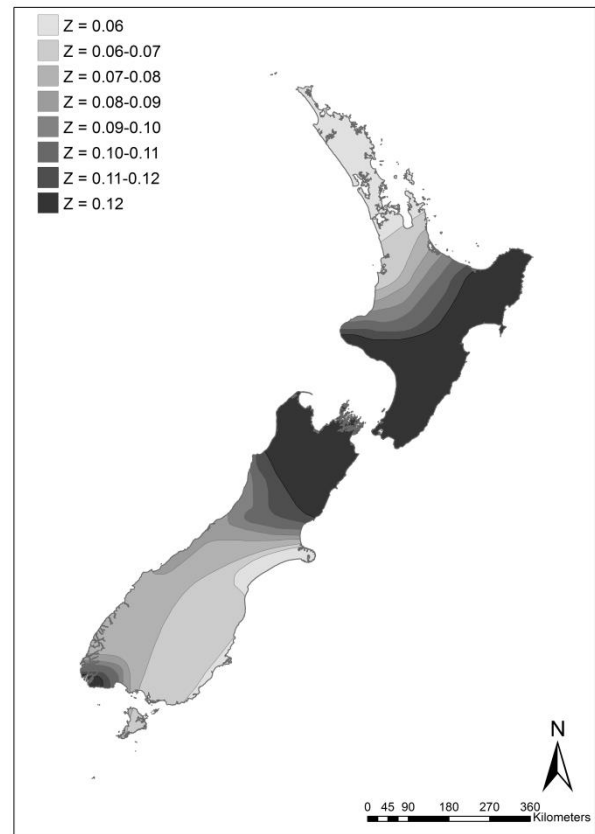 Z = 0.06
Z = 0.06-0.07
Z = 0.07-0.08
Z = 0.08-0.09
Z = 0.09-0.10
Z = 0.10-0.11
Z = 0.11-0.12
Z = 0.12
N
0 45 90 180 270 360
Kilometers